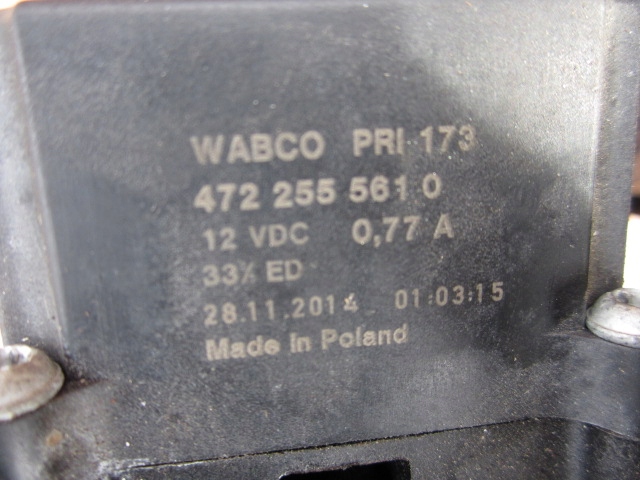 WABCO PRI 173
472 255 561 0
12 VDC 0,77 A
33% ED
28.11.2014 01:03:15
Made in Poland